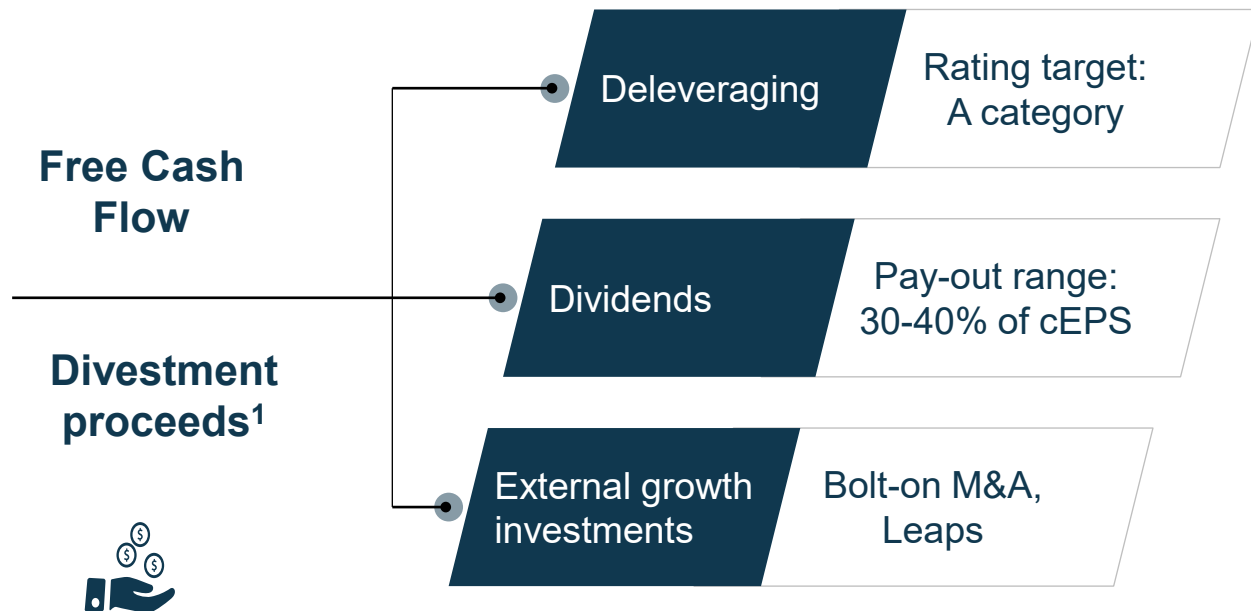 Free Cash
Flow
Divestment
proceeds¹
Deleveraging
Rating target:
A category
Dividends
Pay-out range:
30-40% of cEPS
External growth
investments
Bolt-on M&A,
Leaps
$
$
$